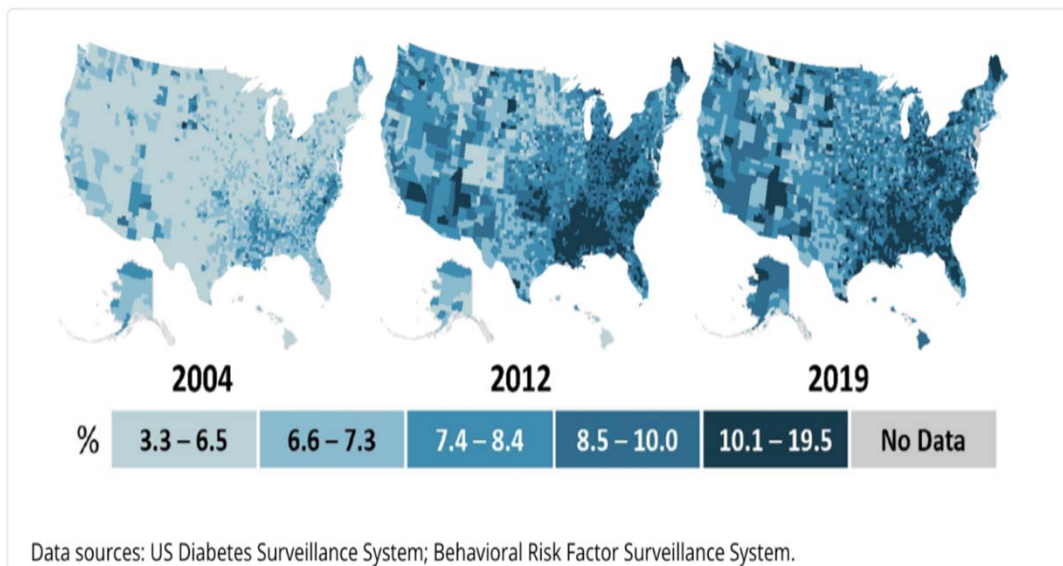 2004 2012 2019
% 3.3 – 6.5 6.6 – 7.3 7.4 – 8.4 8.5 – 10.0 10.1 – 19.5 No Data
Data sources: US Diabetes Surveillance System; Behavioral Risk Factor Surveillance System.